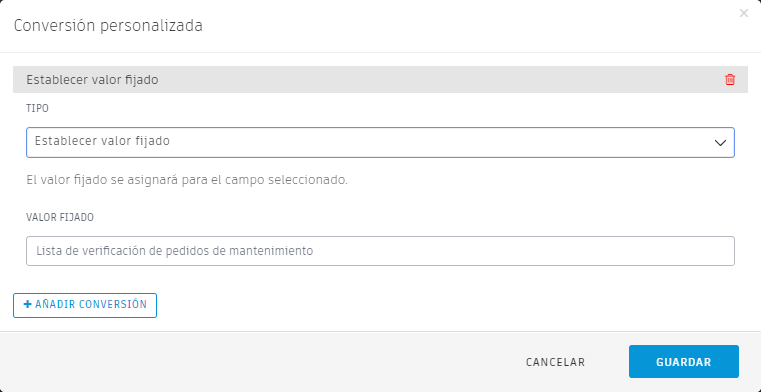 Conversión personalizada
Establecer valor fijado
TIPO
Establecer valor fijado
El valor fijado se asignará para el campo seleccionado.
VALOR FIJADO
Lista de verificación de pedidos de mantenimiento
+ AÑADIR CONVERSIÓN
CANCELAR
GUARDAR